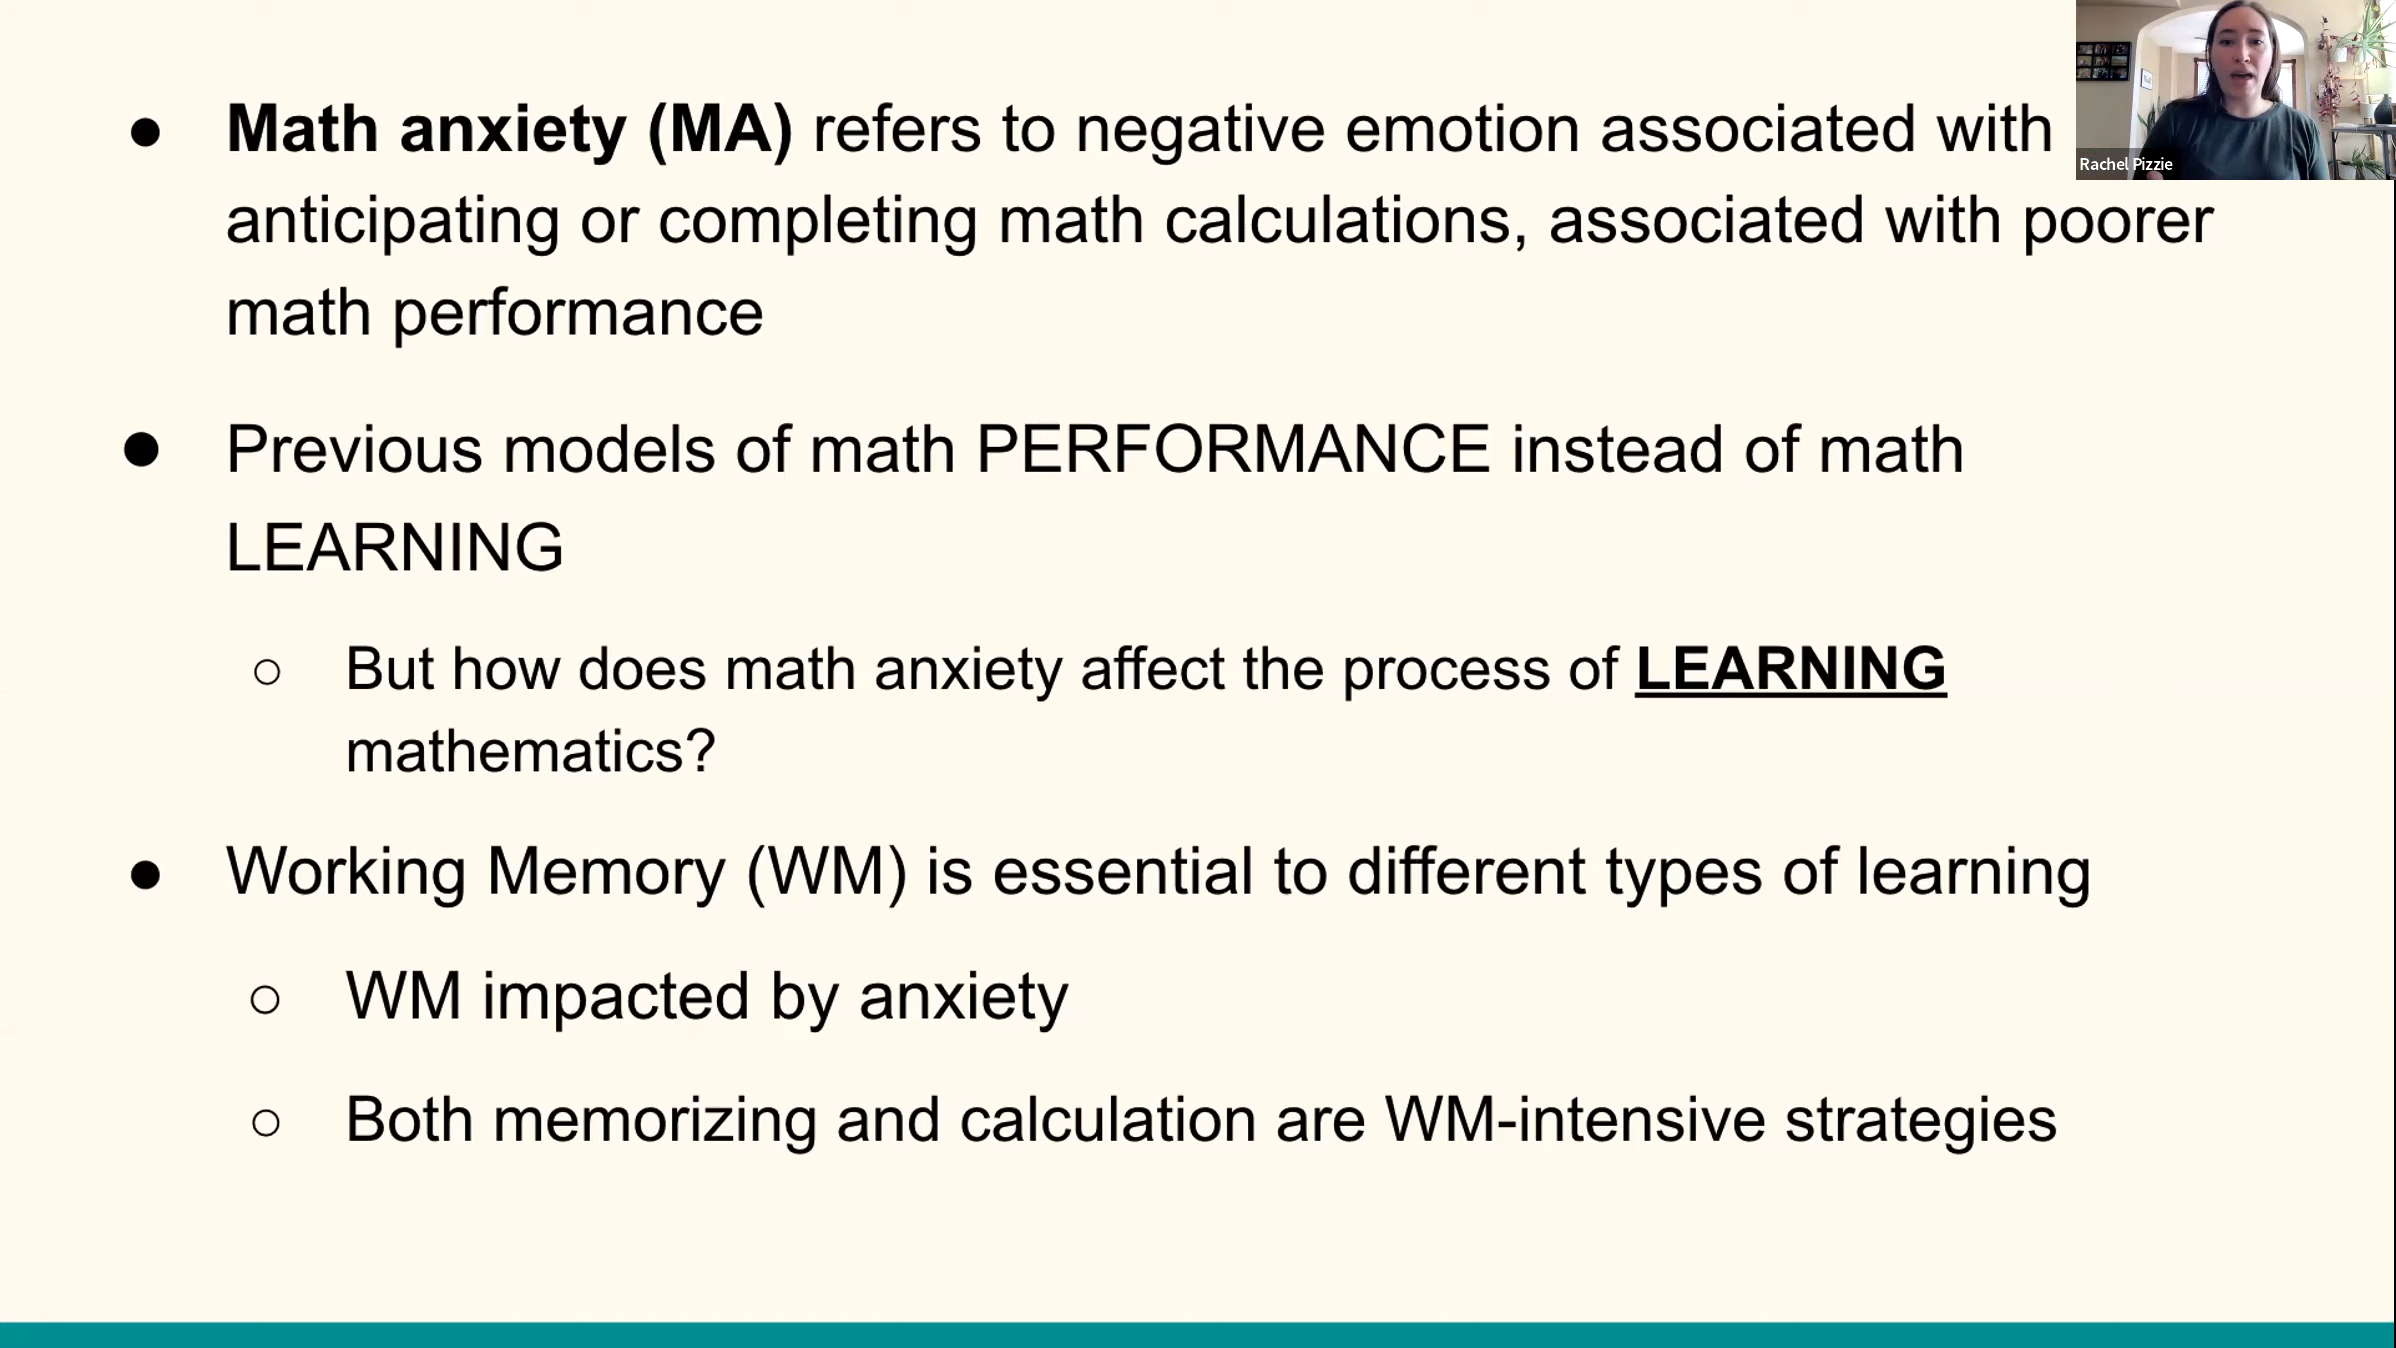 ● Math anxiety (MA) refers to negative emotion associated with
anticipating or completing math calculations, associated with poorer
math performance
● Previous models of math PERFORMANCE instead of math
LEARNING
○ But how does math anxiety affect the process of LEARNING
mathematics?
● Working Memory (WM) is essential to different types of learning
○ WM impacted by anxiety
○ Both memorizing and calculation are WM-intensive strategies
Rachel Pizzie